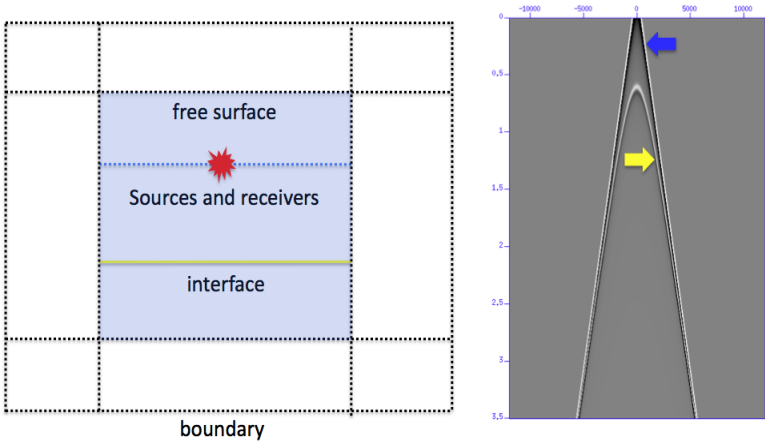 free surface
Sources and receivers
interface
boundary
-10000 -5000 0 5000 10000
0
0.5
1
1.5
2
2.5
3
3.5